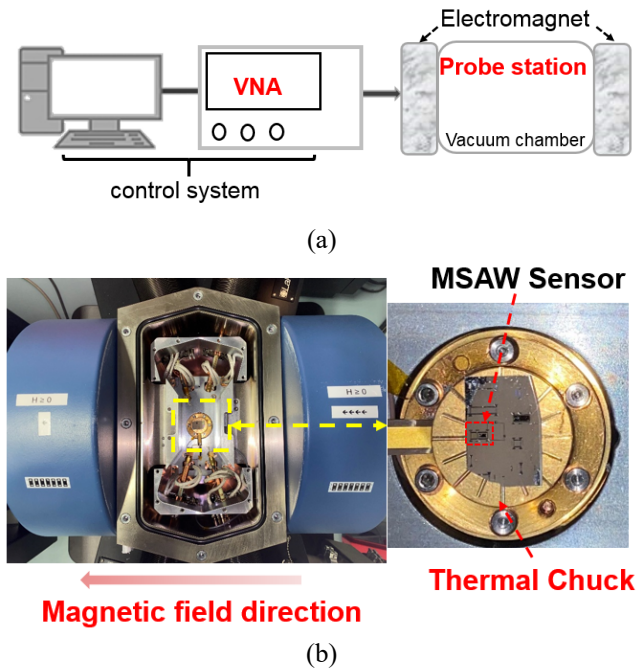 Electromagnet
VNA
Probe station
Vacuum chamber
control system
(a)
MSAW Sensor
H≥0
H≥0
←←←←
Thermal Chuck
Magnetic field direction
(b)